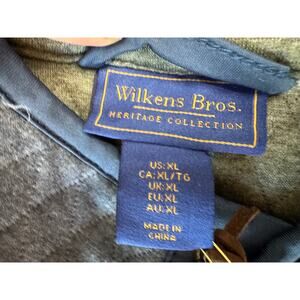 Wilkens Bros.
HERITAGE COLLECTION
US:XL
CA:XL/TG
UK:XL
EU:XL
AU:XL
MADE IN
CHINA